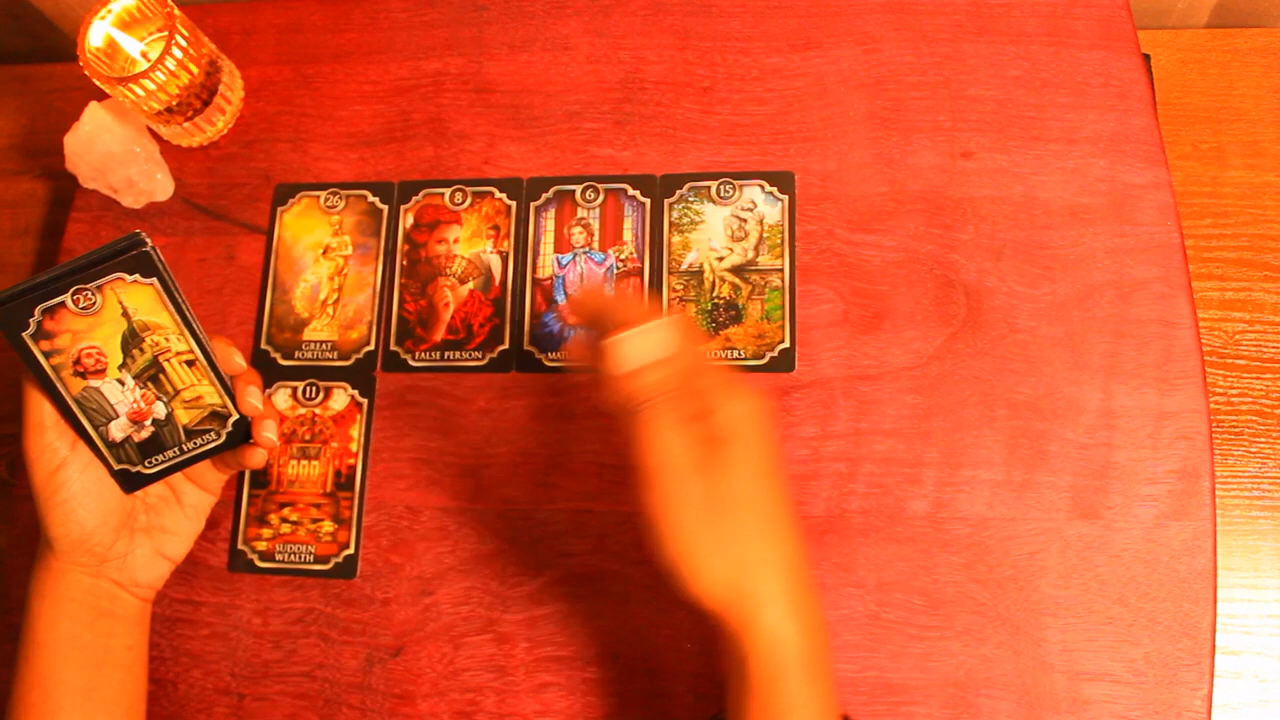 26
GREAT
FORTUNE
8
FALSE PERSON
6
15
LOVERS
23
COURT HOUSE
11
SUDDEN
WEALTH